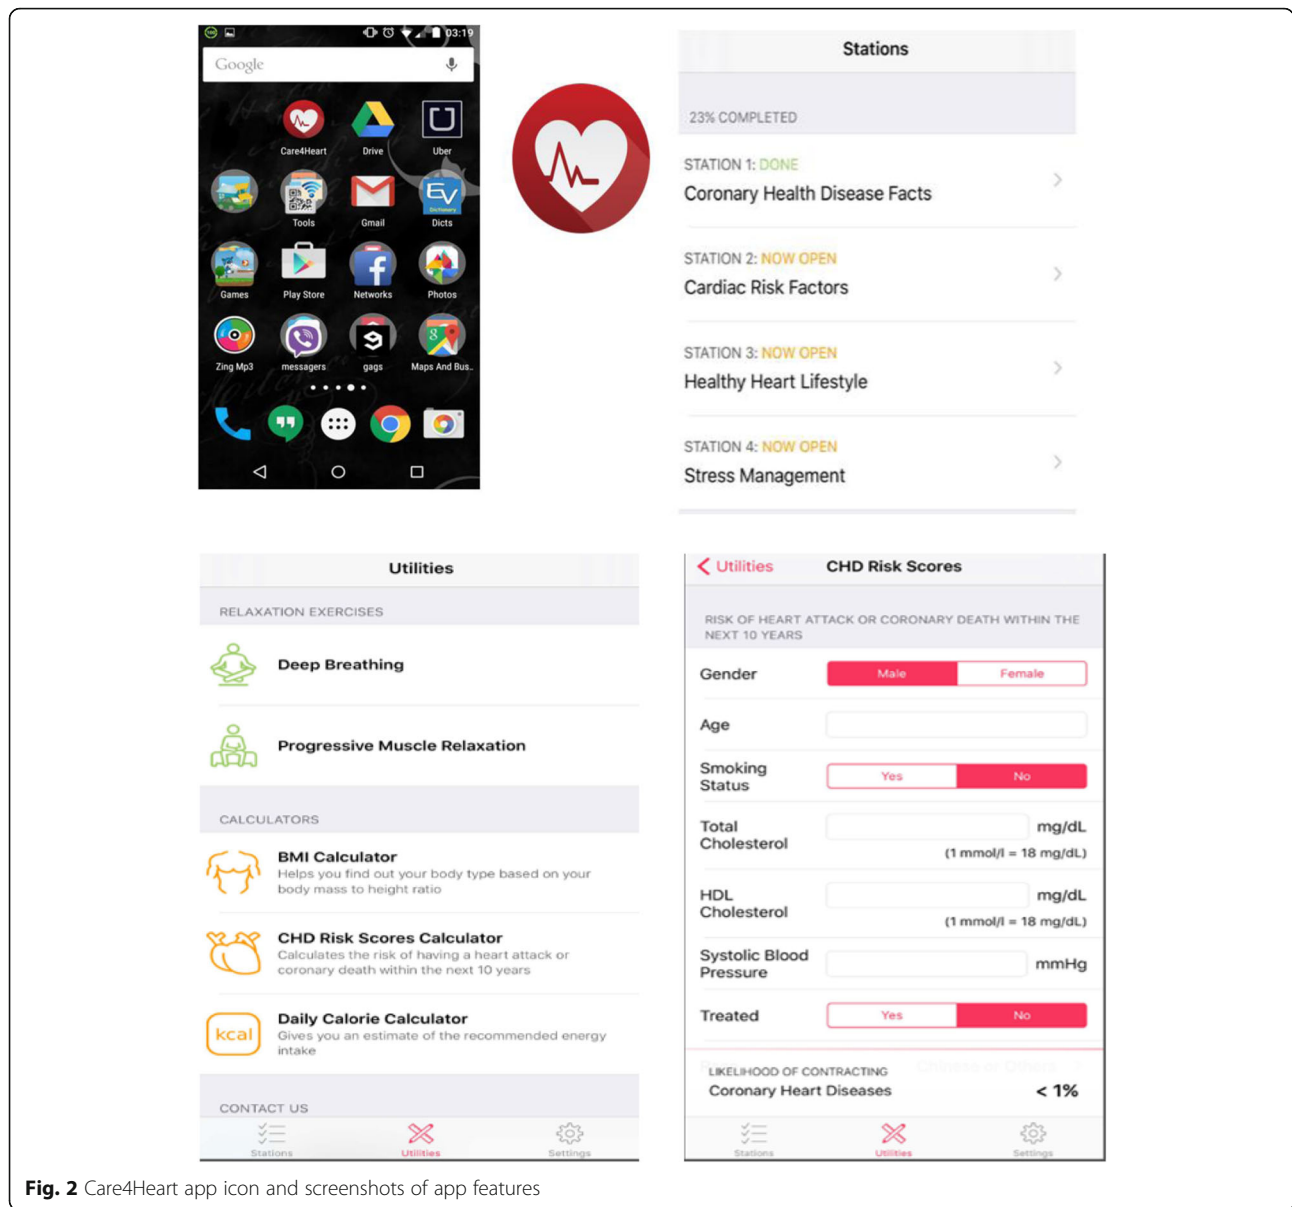 03:19
Google
Care4Heart
Drive
Uber
Tools
Gmail
EV
Dictionary
Dicts
Games
Play Store
Networks
Photos
Zing Mp3
messagers
gags
Maps And Bus..
Stations
23% COMPLETED
STATION 1: DONE
Coronary Health Disease Facts
STATION 2: NOW OPEN
Cardiac Risk Factors
STATION 3: NOW OPEN
Healthy Heart Lifestyle
STATION 4: NOW OPEN
Stress Management
Utilities
RELAXATION EXERCISES
Deep Breathing
Progressive Muscle Relaxation
CALCULATORS
BMI Calculator
Helps you find out your body type based on your
body mass to height ratio
CHD Risk Scores Calculator
Calculates the risk of having a heart attack or
coronary death within the next 10 years
kcal
Daily Calorie Calculator
Gives you an estimate of the recommended energy
intake
CONTACT US
Stations
Utilities
Settings
Utilities
CHD Risk Scores
RISK OF HEART ATTACK OR CORONARY DEATH WITHIN THE
NEXT 10 YEARS
Gender
Male
Female
Age
Smoking
Status
Yes
No
Total
Cholesterol
mg/dL
(1 mmol/l = 18 mg/dL)
HDL
Cholesterol
mg/dL
(1 mmol/l = 18 mg/dL)
Systolic Blood
Pressure
mmHg
Treated
Yes
No
Chinese or Others
LIKELIHOOD OF CONTRACTING
Coronary Heart Diseases
< 1%
Stations
Utilities
Settings
Fig. 2 Care4Heart app icon and screenshots of app features